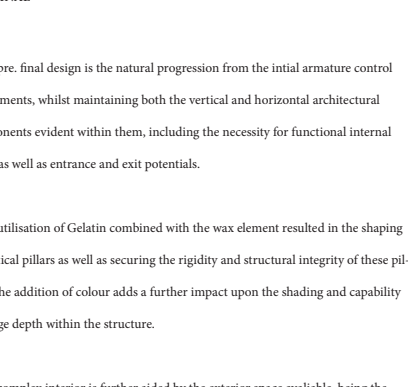 ore. final design is the natural progression from the intial armature control
ments, whilst maintaining both the vertical and horizontal architectural
onents evident within them, including the necessity for functional internal
as well as entrance and exit potentials.
utilisation of Gelatin combined with the wax element resulted in the shaping
ical pillars as well as securing the rigidity and structural integrity of these pil-
he addition of colour adds a further impact upon the shading and capability
ge depth within the structure.